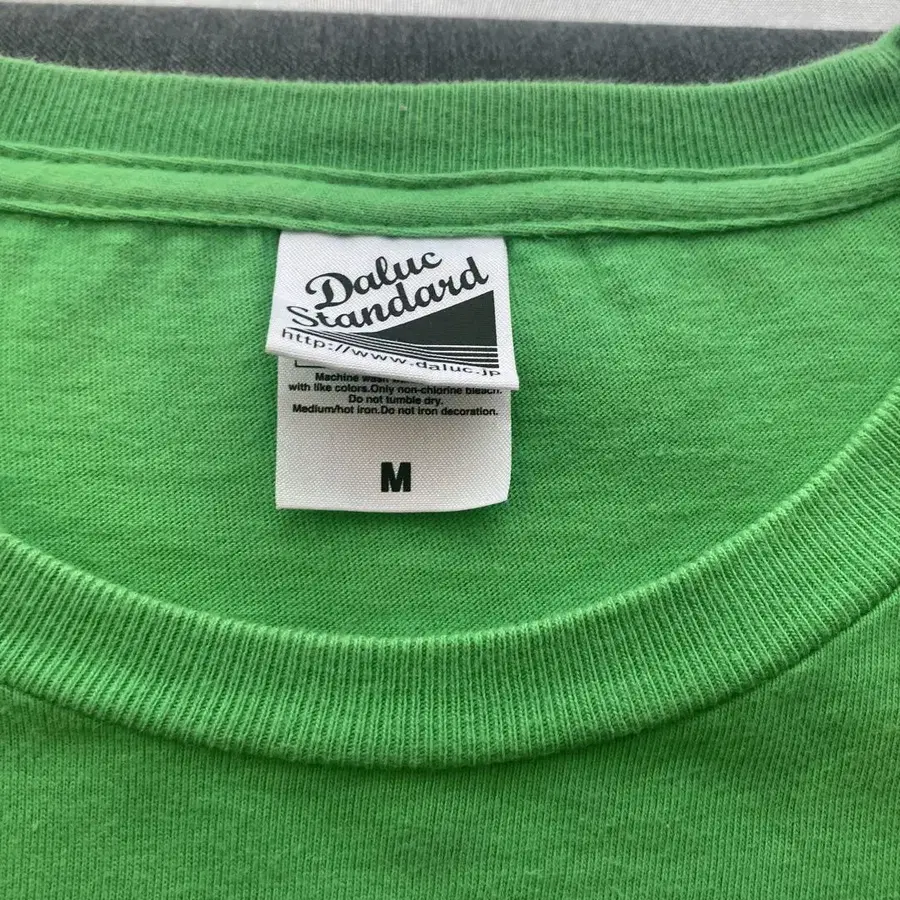 Daluc
Standard
http://www.daluc.jp
Machine wash
with like colors.Only non-chlorine bleach.
Do not tumble dry.
Medium/hot iron.Do not iron decoration.
M